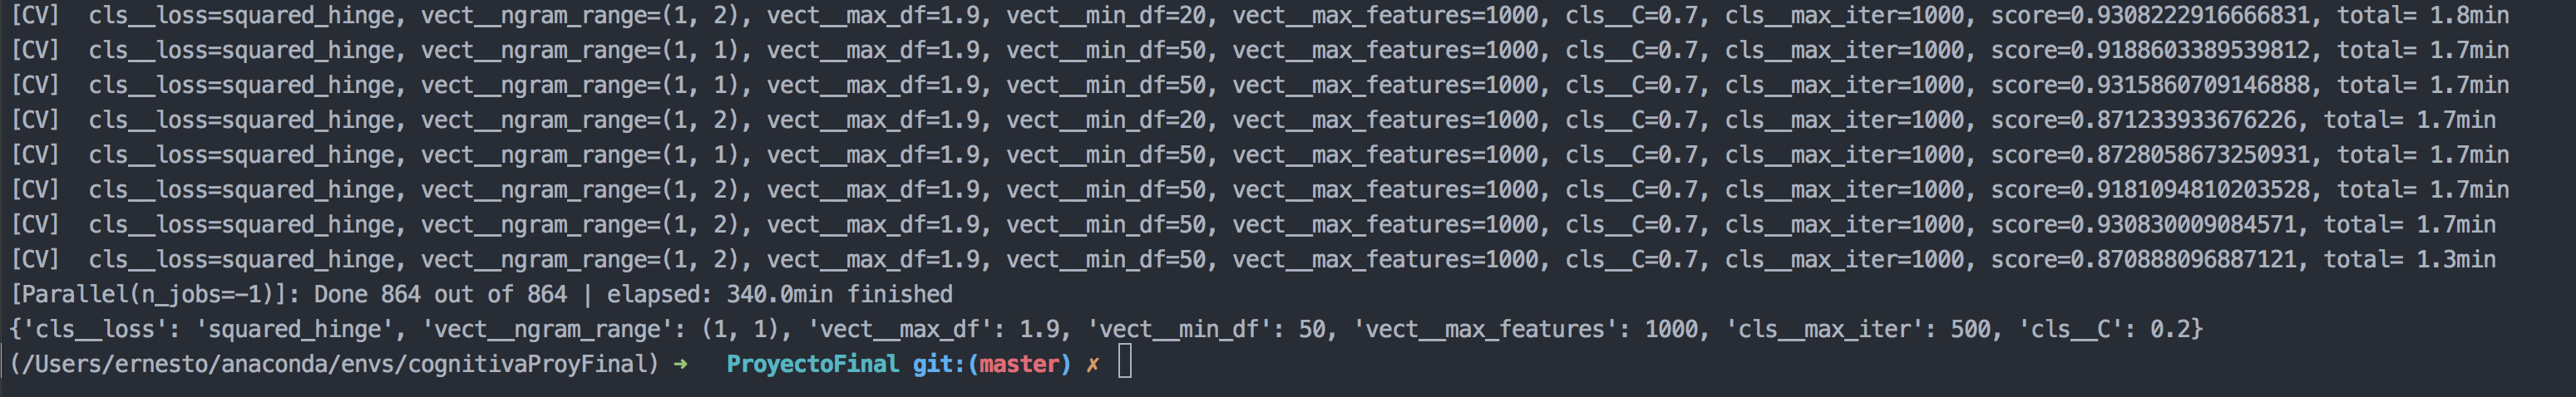 [CV]  cls__loss=squared_hinge, vect__ngram_range=(1, 2), vect__max_df=1.9, vect__min_df=20, vect__max_features=1000, cls__C=0.7, cls__max_iter=1000, score=0.9308222916666831, total= 1.8min
[CV]  cls__loss=squared_hinge, vect__ngram_range=(1, 1), vect__max_df=1.9, vect__min_df=50, vect__max_features=1000, cls__C=0.7, cls__max_iter=1000, score=0.9188603389539812, total= 1.7min
[CV]  cls__loss=squared_hinge, vect__ngram_range=(1, 1), vect__max_df=1.9, vect__min_df=50, vect__max_features=1000, cls__C=0.7, cls__max_iter=1000, score=0.9315860709146888, total= 1.7min
[CV]  cls__loss=squared_hinge, vect__ngram_range=(1, 2), vect__max_df=1.9, vect__min_df=20, vect__max_features=1000, cls__C=0.7, cls__max_iter=1000, score=0.871233933676226, total= 1.7min
[CV]  cls__loss=squared_hinge, vect__ngram_range=(1, 1), vect__max_df=1.9, vect__min_df=50, vect__max_features=1000, cls__C=0.7, cls__max_iter=1000, score=0.8728058673250931, total= 1.7min
[CV]  cls__loss=squared_hinge, vect__ngram_range=(1, 2), vect__max_df=1.9, vect__min_df=50, vect__max_features=1000, cls__C=0.7, cls__max_iter=1000, score=0.9181094810203528, total= 1.7min
[CV]  cls__loss=squared_hinge, vect__ngram_range=(1, 2), vect__max_df=1.9, vect__min_df=50, vect__max_features=1000, cls__C=0.7, cls__max_iter=1000, score=0.930830009084571, total= 1.7min
[CV]  cls__loss=squared_hinge, vect__ngram_range=(1, 2), vect__max_df=1.9, vect__min_df=50, vect__max_features=1000, cls__C=0.7, cls__max_iter=1000, score=0.870888096887121, total= 1.3min
[Parallel(n_jobs=-1)]: Done 864 out of 864 | elapsed: 340.0min finished
{'cls__loss': 'squared_hinge', 'vect__ngram_range': (1, 1), 'vect__max_df': 1.9, 'vect__min_df': 50, 'vect__max_features': 1000, 'cls__max_iter': 500, 'cls__C': 0.2}
(/Users/ernesto/anaconda/envs/cognitivaProyFinal) ➜  ProyectoFinal git:(master) ✗